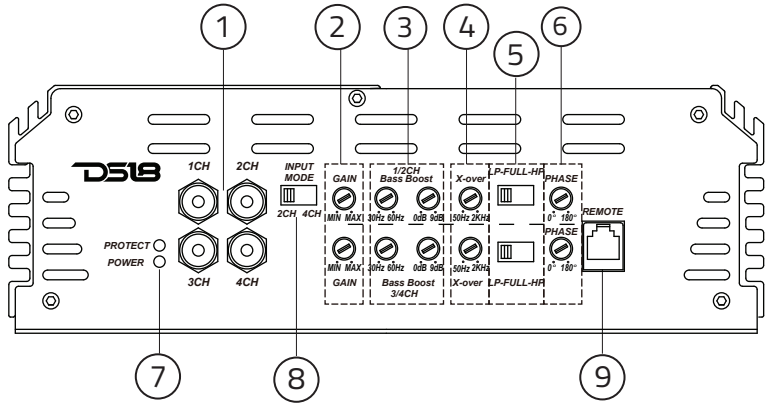 1 2 3 4 5 6
DS18
1CH 2CH
INPUT
MODE
2CH 4CH
GAIN
MIN MAX
1/2CH
Bass Boost
30Hz 60Hz 0dB 9dB
X-over
50Hz 2KHz
LP-FULL-HP
PHASE
0° 180°
REMOTE
PROTECT
POWER
3CH 4CH
MIN MAX
GAIN
30Hz 60Hz 0dB 9dB
Bass Boost
3/4CH
50Hz 2KHz
X-over
LP-FULL-HP
PHASE
0° 180°
7 8 9